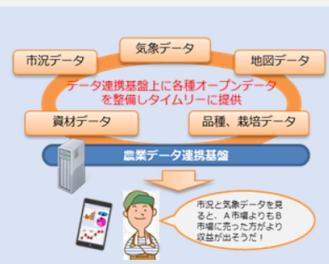 気象データ
市況データ
地図データ
データ連携基盤上に各種オープンデータ
を整備しタイムリーに提供
資材データ
品種、栽培データ
農業データ連携基盤
市況と気象データを見
ると、A市場よりもB
市場に売った方がより
収益が出そうだ!